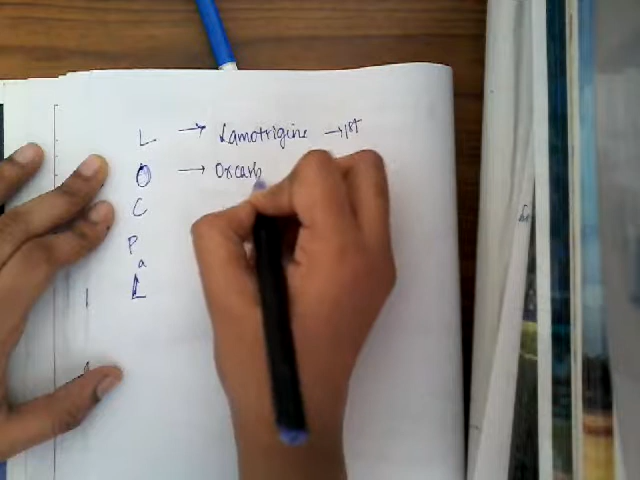 L → Lamotrigine → 1st
O → Oxcarb
C
P
a
L